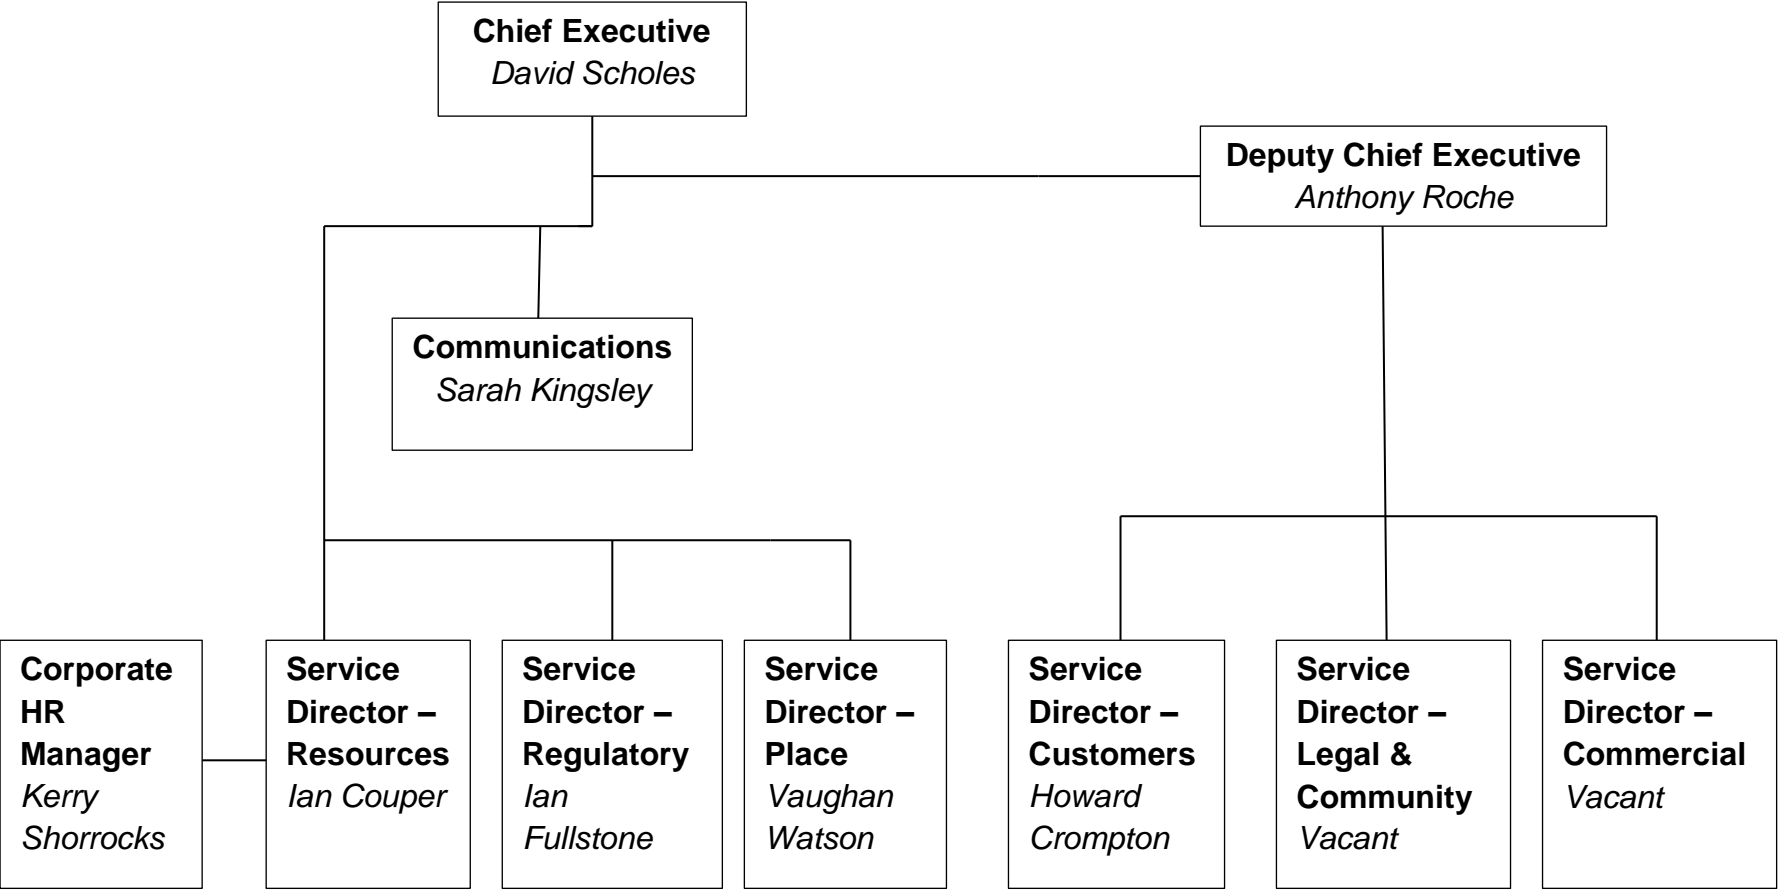 Chief Executive
David Scholes
Deputy Chief Executive
Anthony Roche
Communications
Sarah Kingsley
Corporate
HR
Manager
Kerry
Shorrocks
Service
Director –
Resources
Ian Couper
Service
Director –
Regulatory
Ian
Fullstone
Service
Director –
Place
Vaughan
Watson
Service
Director –
Customers
Howard
Crompton
Service
Director –
Legal &
Community
Vacant
Service
Director –
Commercial
Vacant